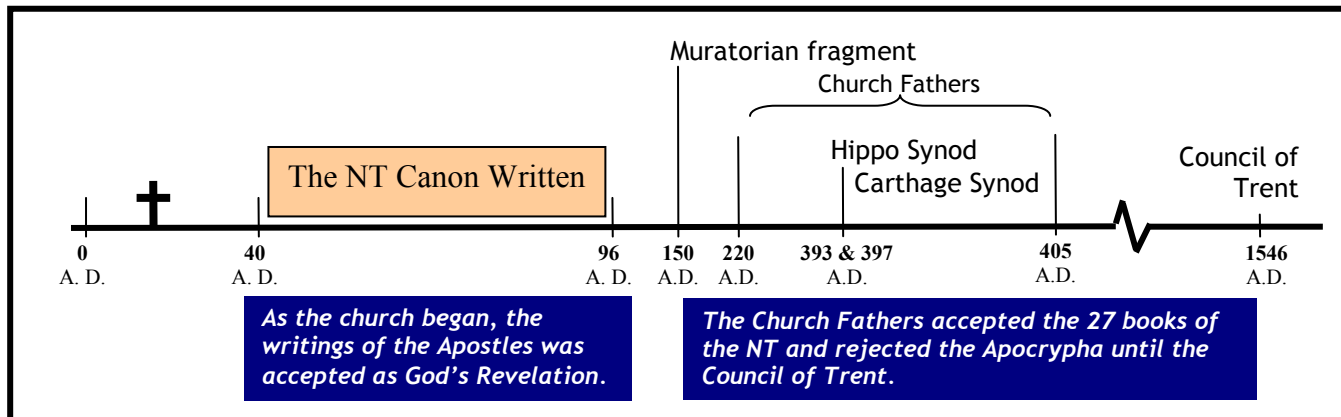 Muratorian fragment
Church Fathers
The NT Canon Written
Hippo Synod
Carthage Synod
Council of
Trent
0
A. D.
40
A. D.
96
A. D.
150
A.D.
220
A.D.
393 & 397
A.D.
405
A.D.
1546
A.D.
As the church began, the
writings of the Apostles was
accepted as God's Revelation.
The Church Fathers accepted the 27 books of
the NT and rejected the Apocrypha until the
Council of Trent.